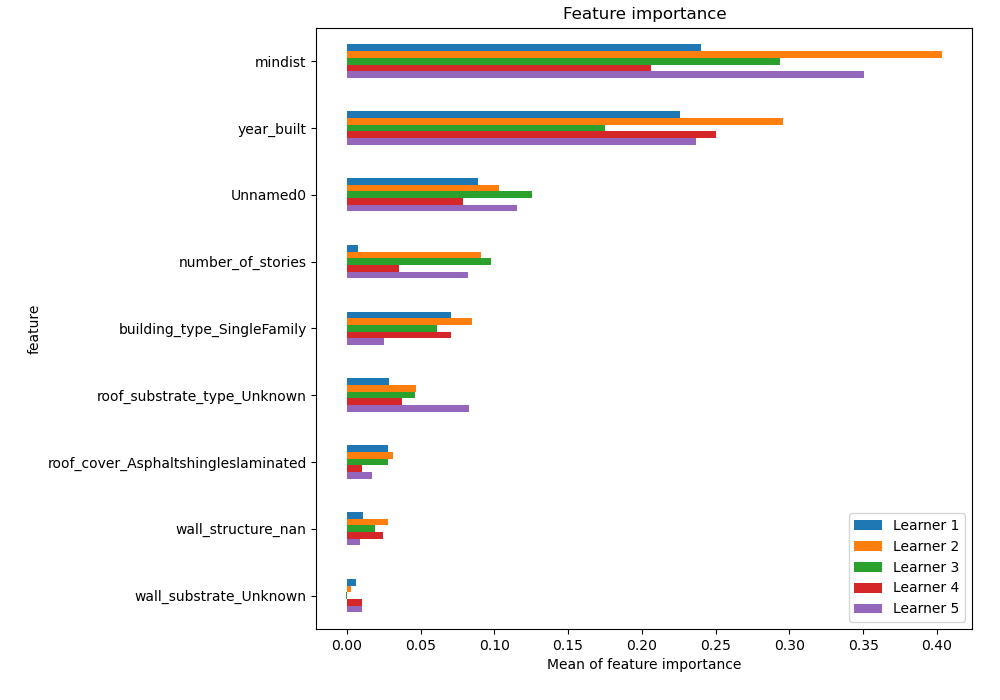 Feature importance
mindist
year_built
Unnamed0
number_of_stories
building_type_SingleFamily
roof_substrate_type_Unknown
roof_cover_Asphaltshingleslaminated
wall_structure_nan
wall_substrate_Unknown
feature
Learner 1
Learner 2
Learner 3
Learner 4
Learner 5
0.00 0.05 0.10 0.15 0.20 0.25 0.30 0.35 0.40
Mean of feature importance